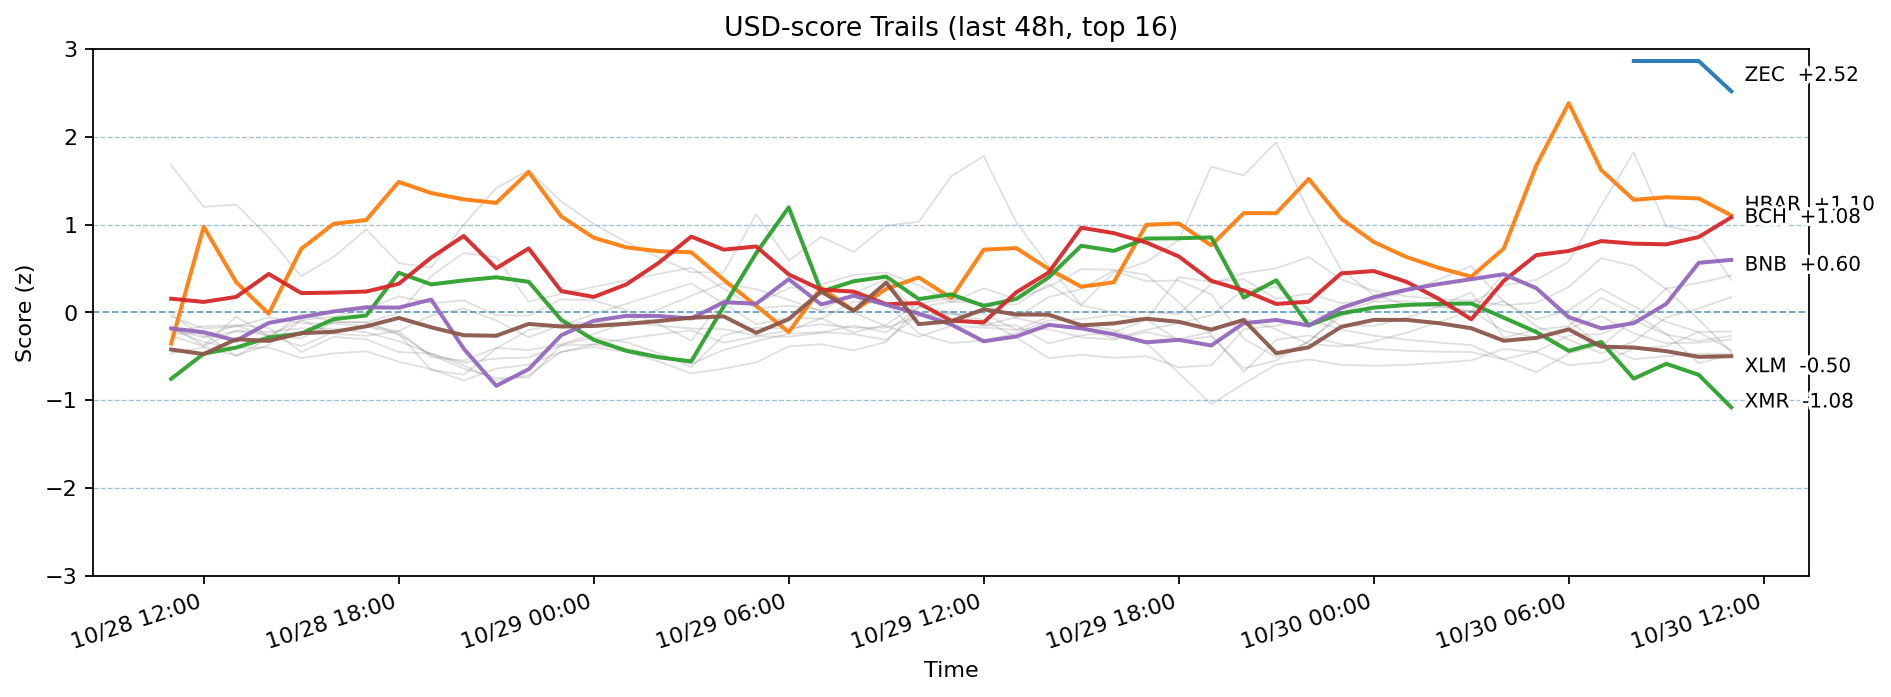 USD-score Trails (last 48h, top 16)
Score (z)
3
2
1
0
−1
−2
−3
ZEC +2.52
HBAR +1.10
BCH +1.08
BNB +0.60
XLM -0.50
XMR -1.08
10/28 12:00
10/28 18:00
10/29 00:00
10/29 06:00
10/29 12:00
10/29 18:00
10/30 00:00
10/30 06:00
10/30 12:00
Time